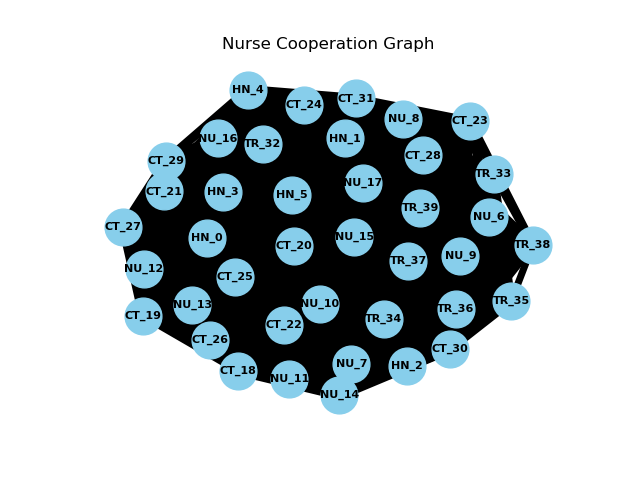 Nurse Cooperation Graph
HN_4
CT_24
CT_31
NU_8
CT_23
NU_16
TR_32
HN_1
CT_28
CT_29
TR_33
CT_21
HN_3
HN_5
NU_17
TR_39
NU_6
CT_27
HN_0
CT_20
NU_15
TR_38
NU_12
CT_25
TR_37
NU_9
CT_19
NU_13
NU_10
TR_36
TR_35
CT_26
CT_22
TR_34
CT_30
CT_18
NU_11
NU_7
HN_2
NU_14